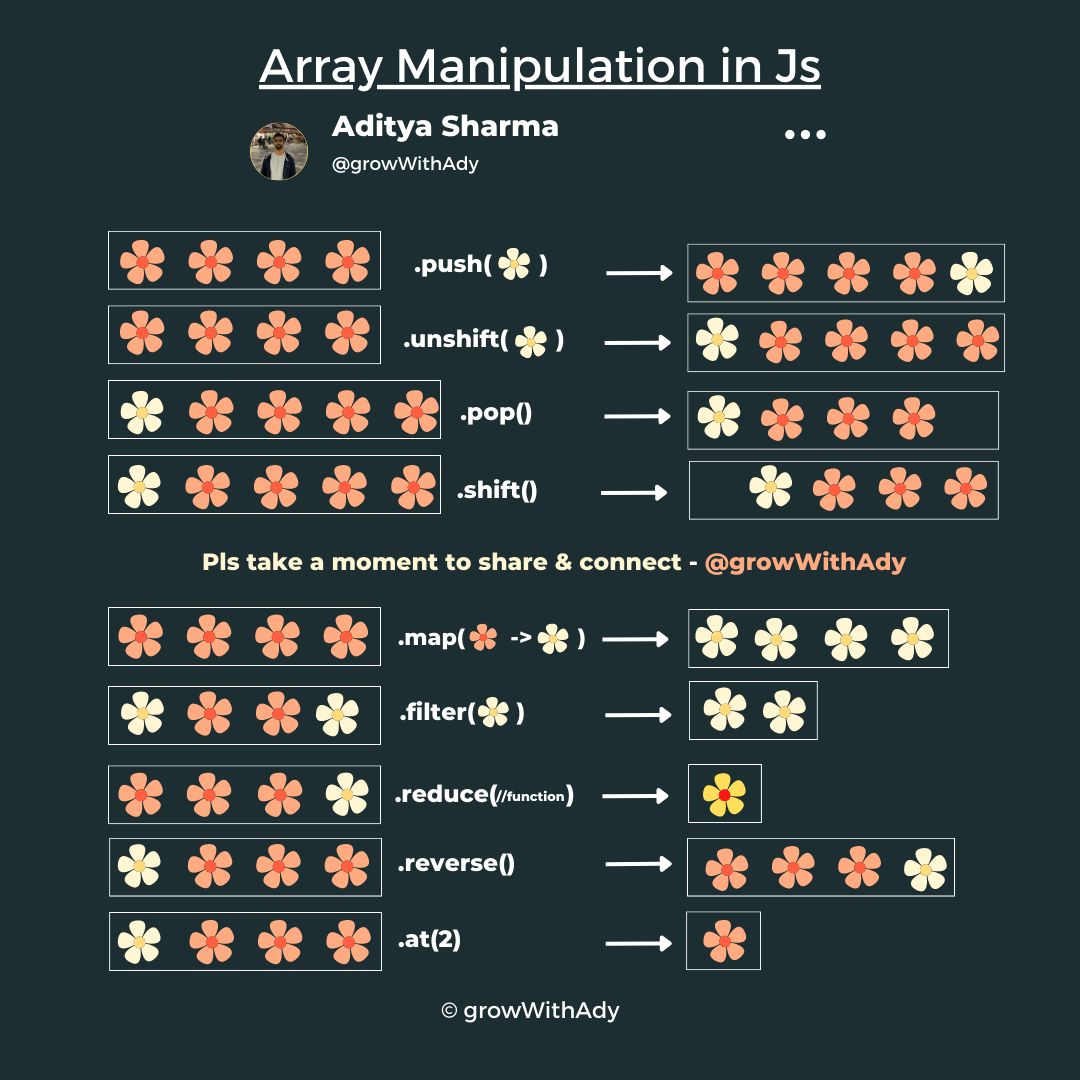 Array Manipulation in Js
Aditya Sharma
@growWithAdy
.push( )
.unshift( )
.pop()
.shift()
Pls take a moment to share & connect - @growWithAdy
.map( -> )
.filter( )
.reduce(//function)
.reverse()
.at(2)
© growWithAdy